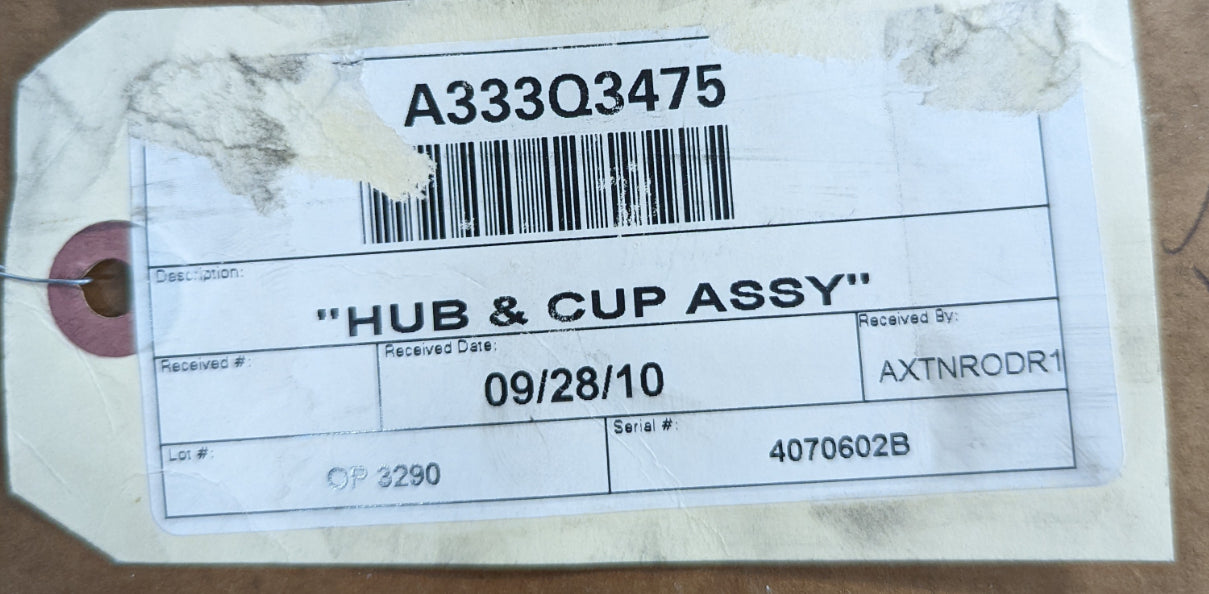 A333Q3475
Description:
"HUB & CUP ASSY"
Received #:
Received Date:
09/28/10
Received By:
AXTNRODR1
Lot #:
OP 3290
Serial #:
4070602B